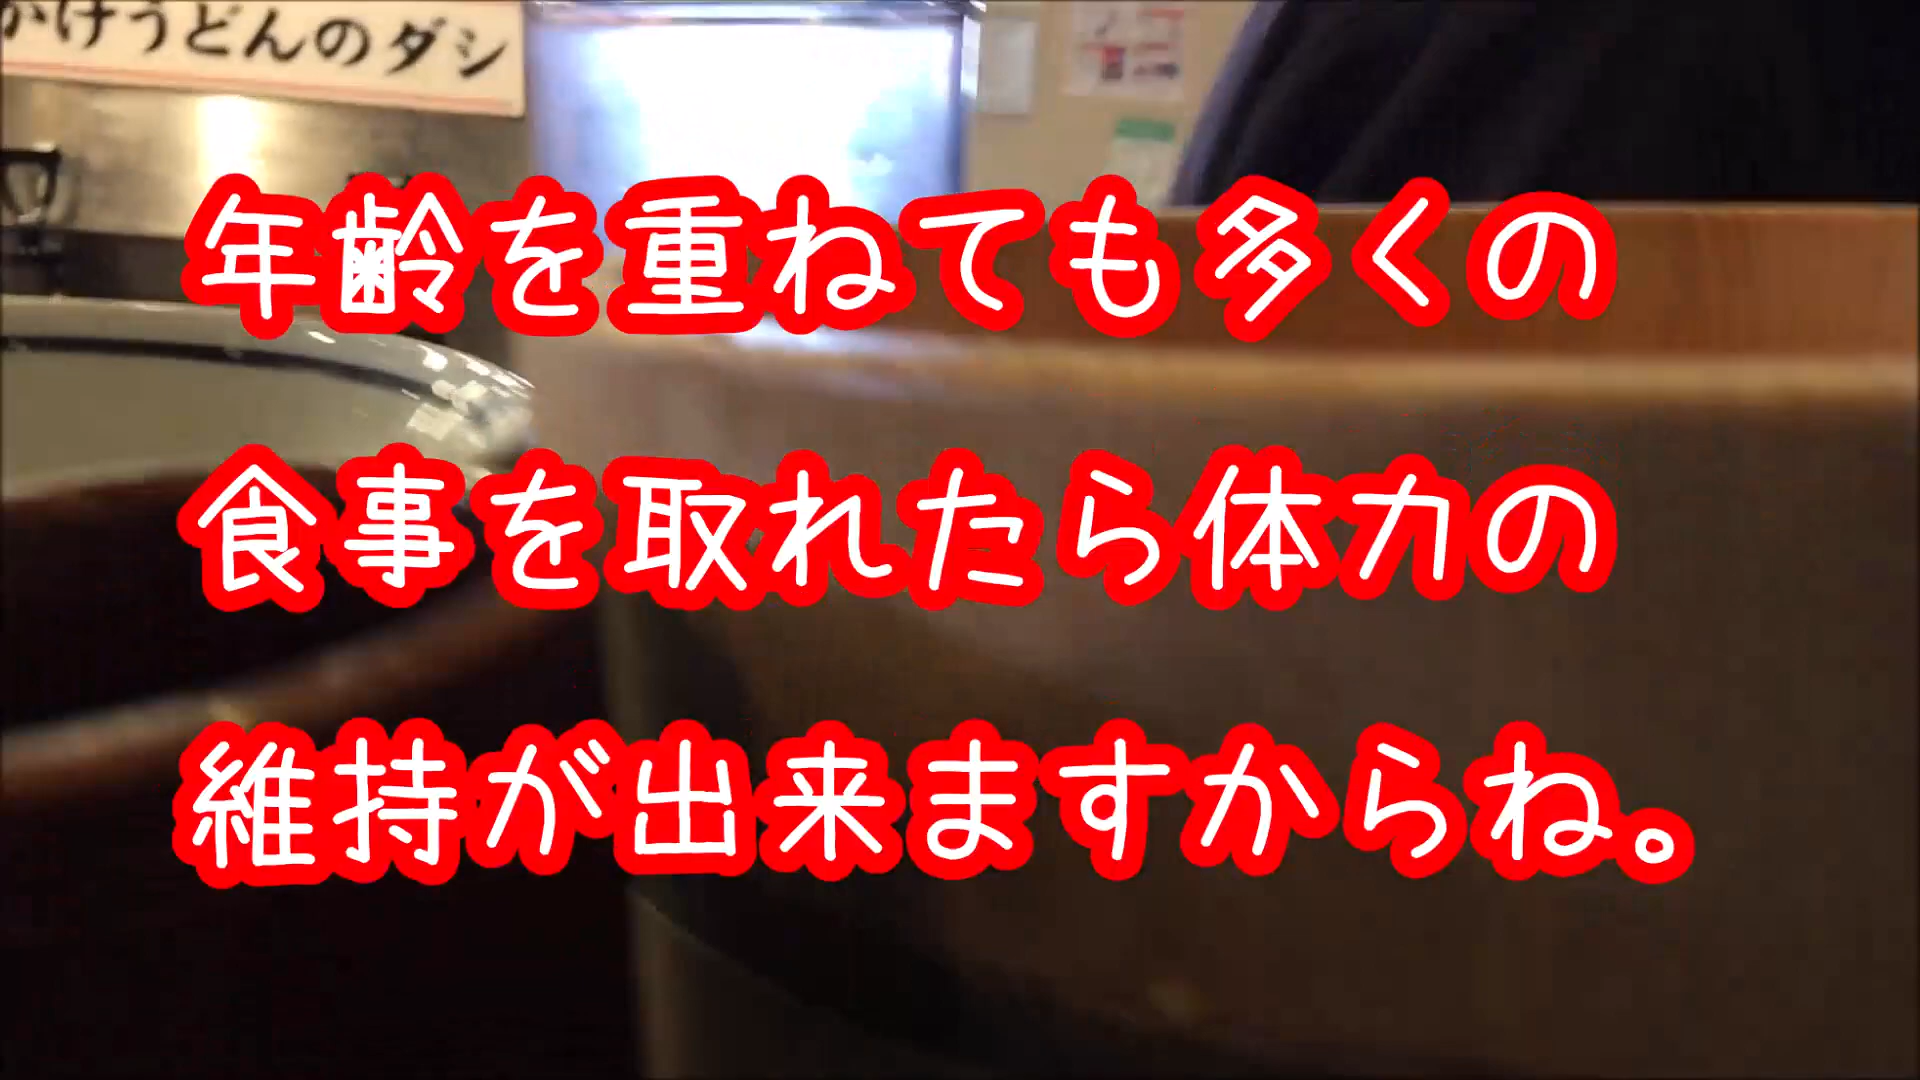 かけうどんのダシ
年齢を重ねても多くの
食事を取れたら体力の
維持が出来ますからね。